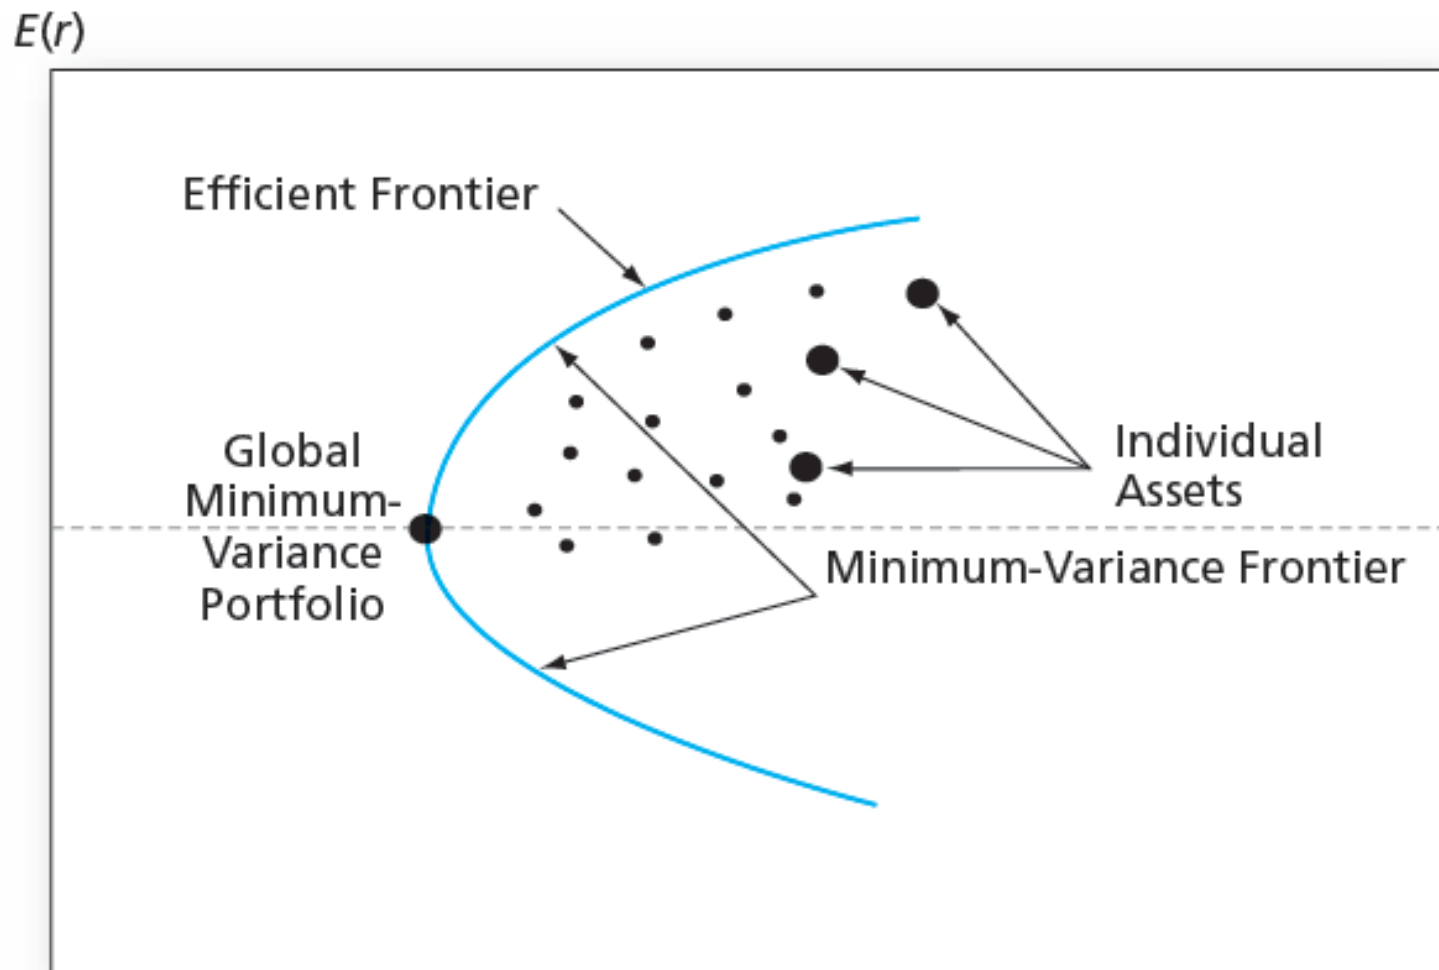 E(r)
Efficient Frontier
Global
Minimum-
Variance
Portfolio
Individual
Assets
Minimum-Variance Frontier